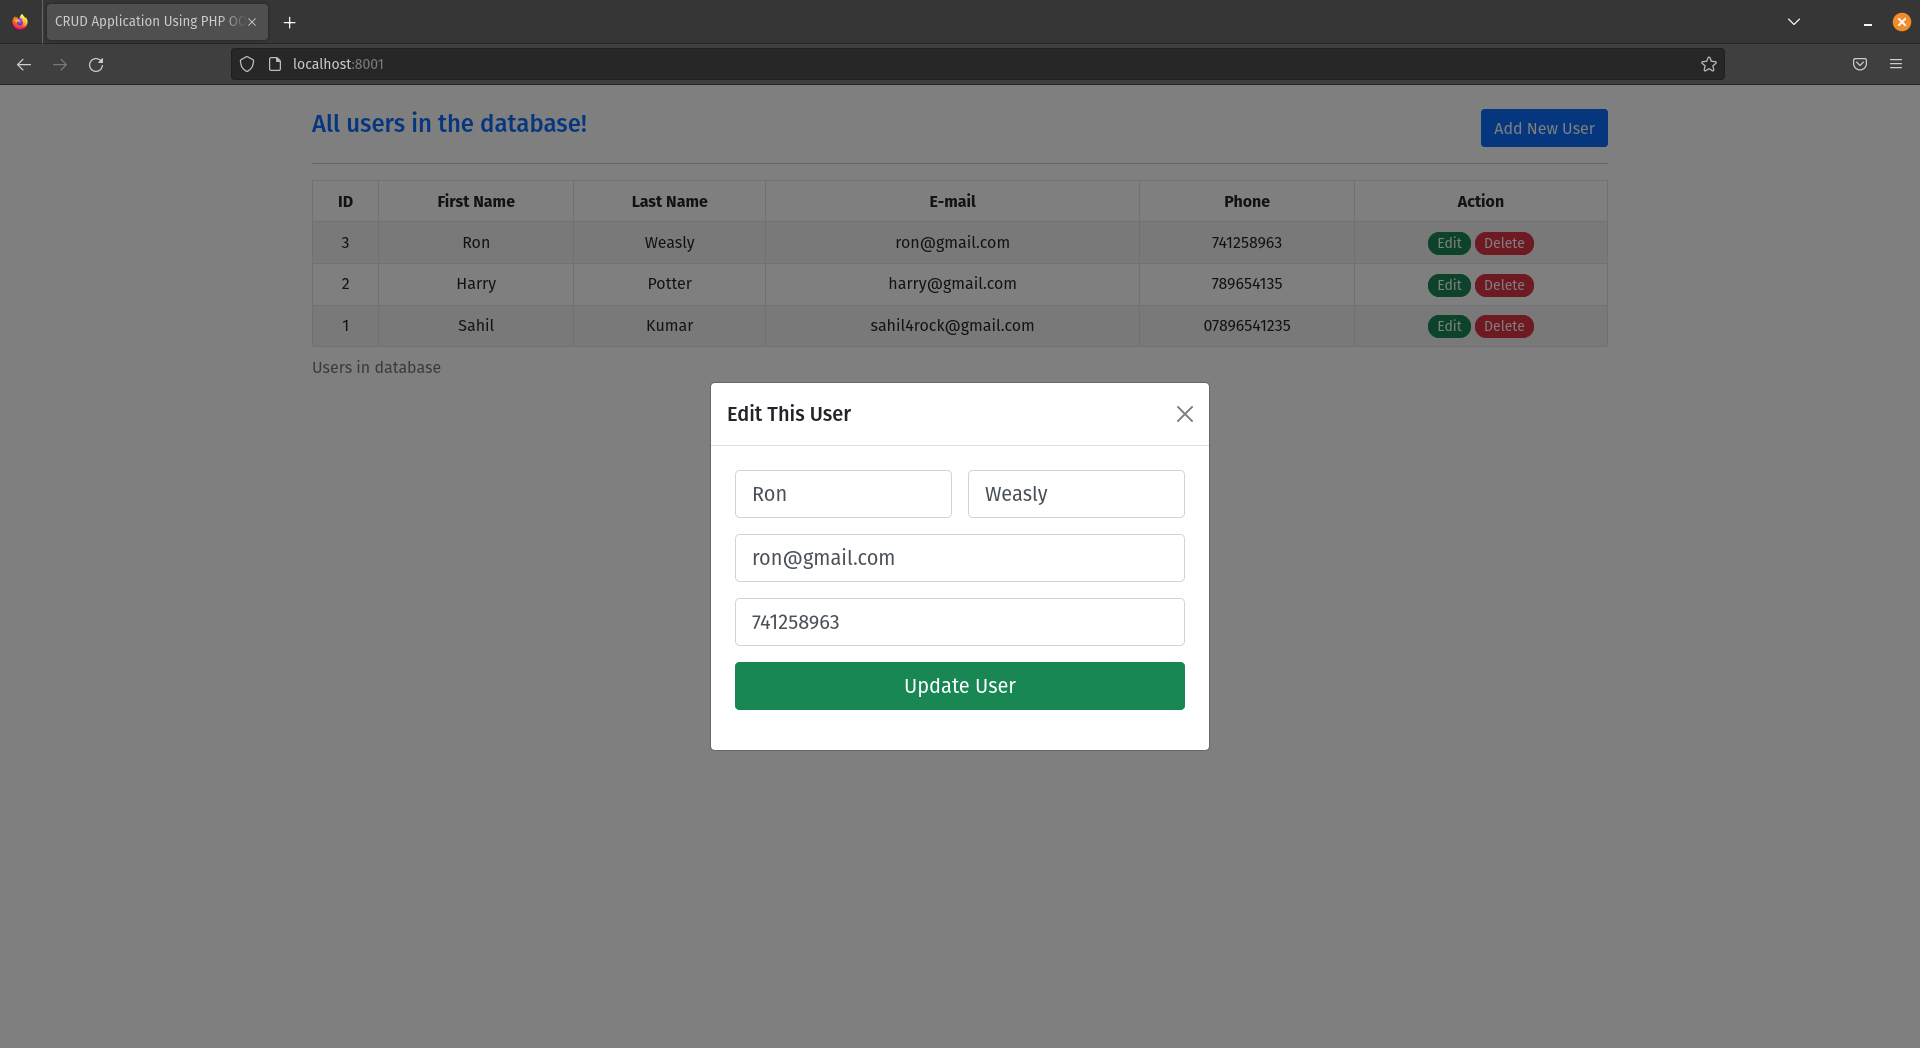 CRUD Application Using PHP OO
localhost:8001
All users in the database!
Add New User
ID First Name Last Name E-mail Phone Action
3 Ron Weasly ron@gmail.com 741258963 Edit Delete
2 Harry Potter harry@gmail.com 789654135 Edit Delete
1 Sahil Kumar sahil4rock@gmail.com 07896541235 Edit Delete
Users in database
Edit This User
Ron Weasly
ron@gmail.com
741258963
Update User